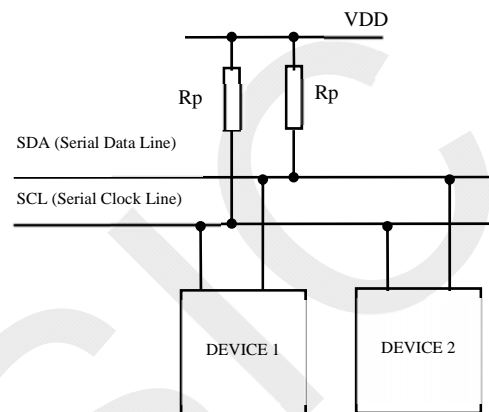 VDD
Rp
Rp
SDA (Serial Data Line)
SCL (Serial Clock Line)
DEVICE 1
DEVICE 2